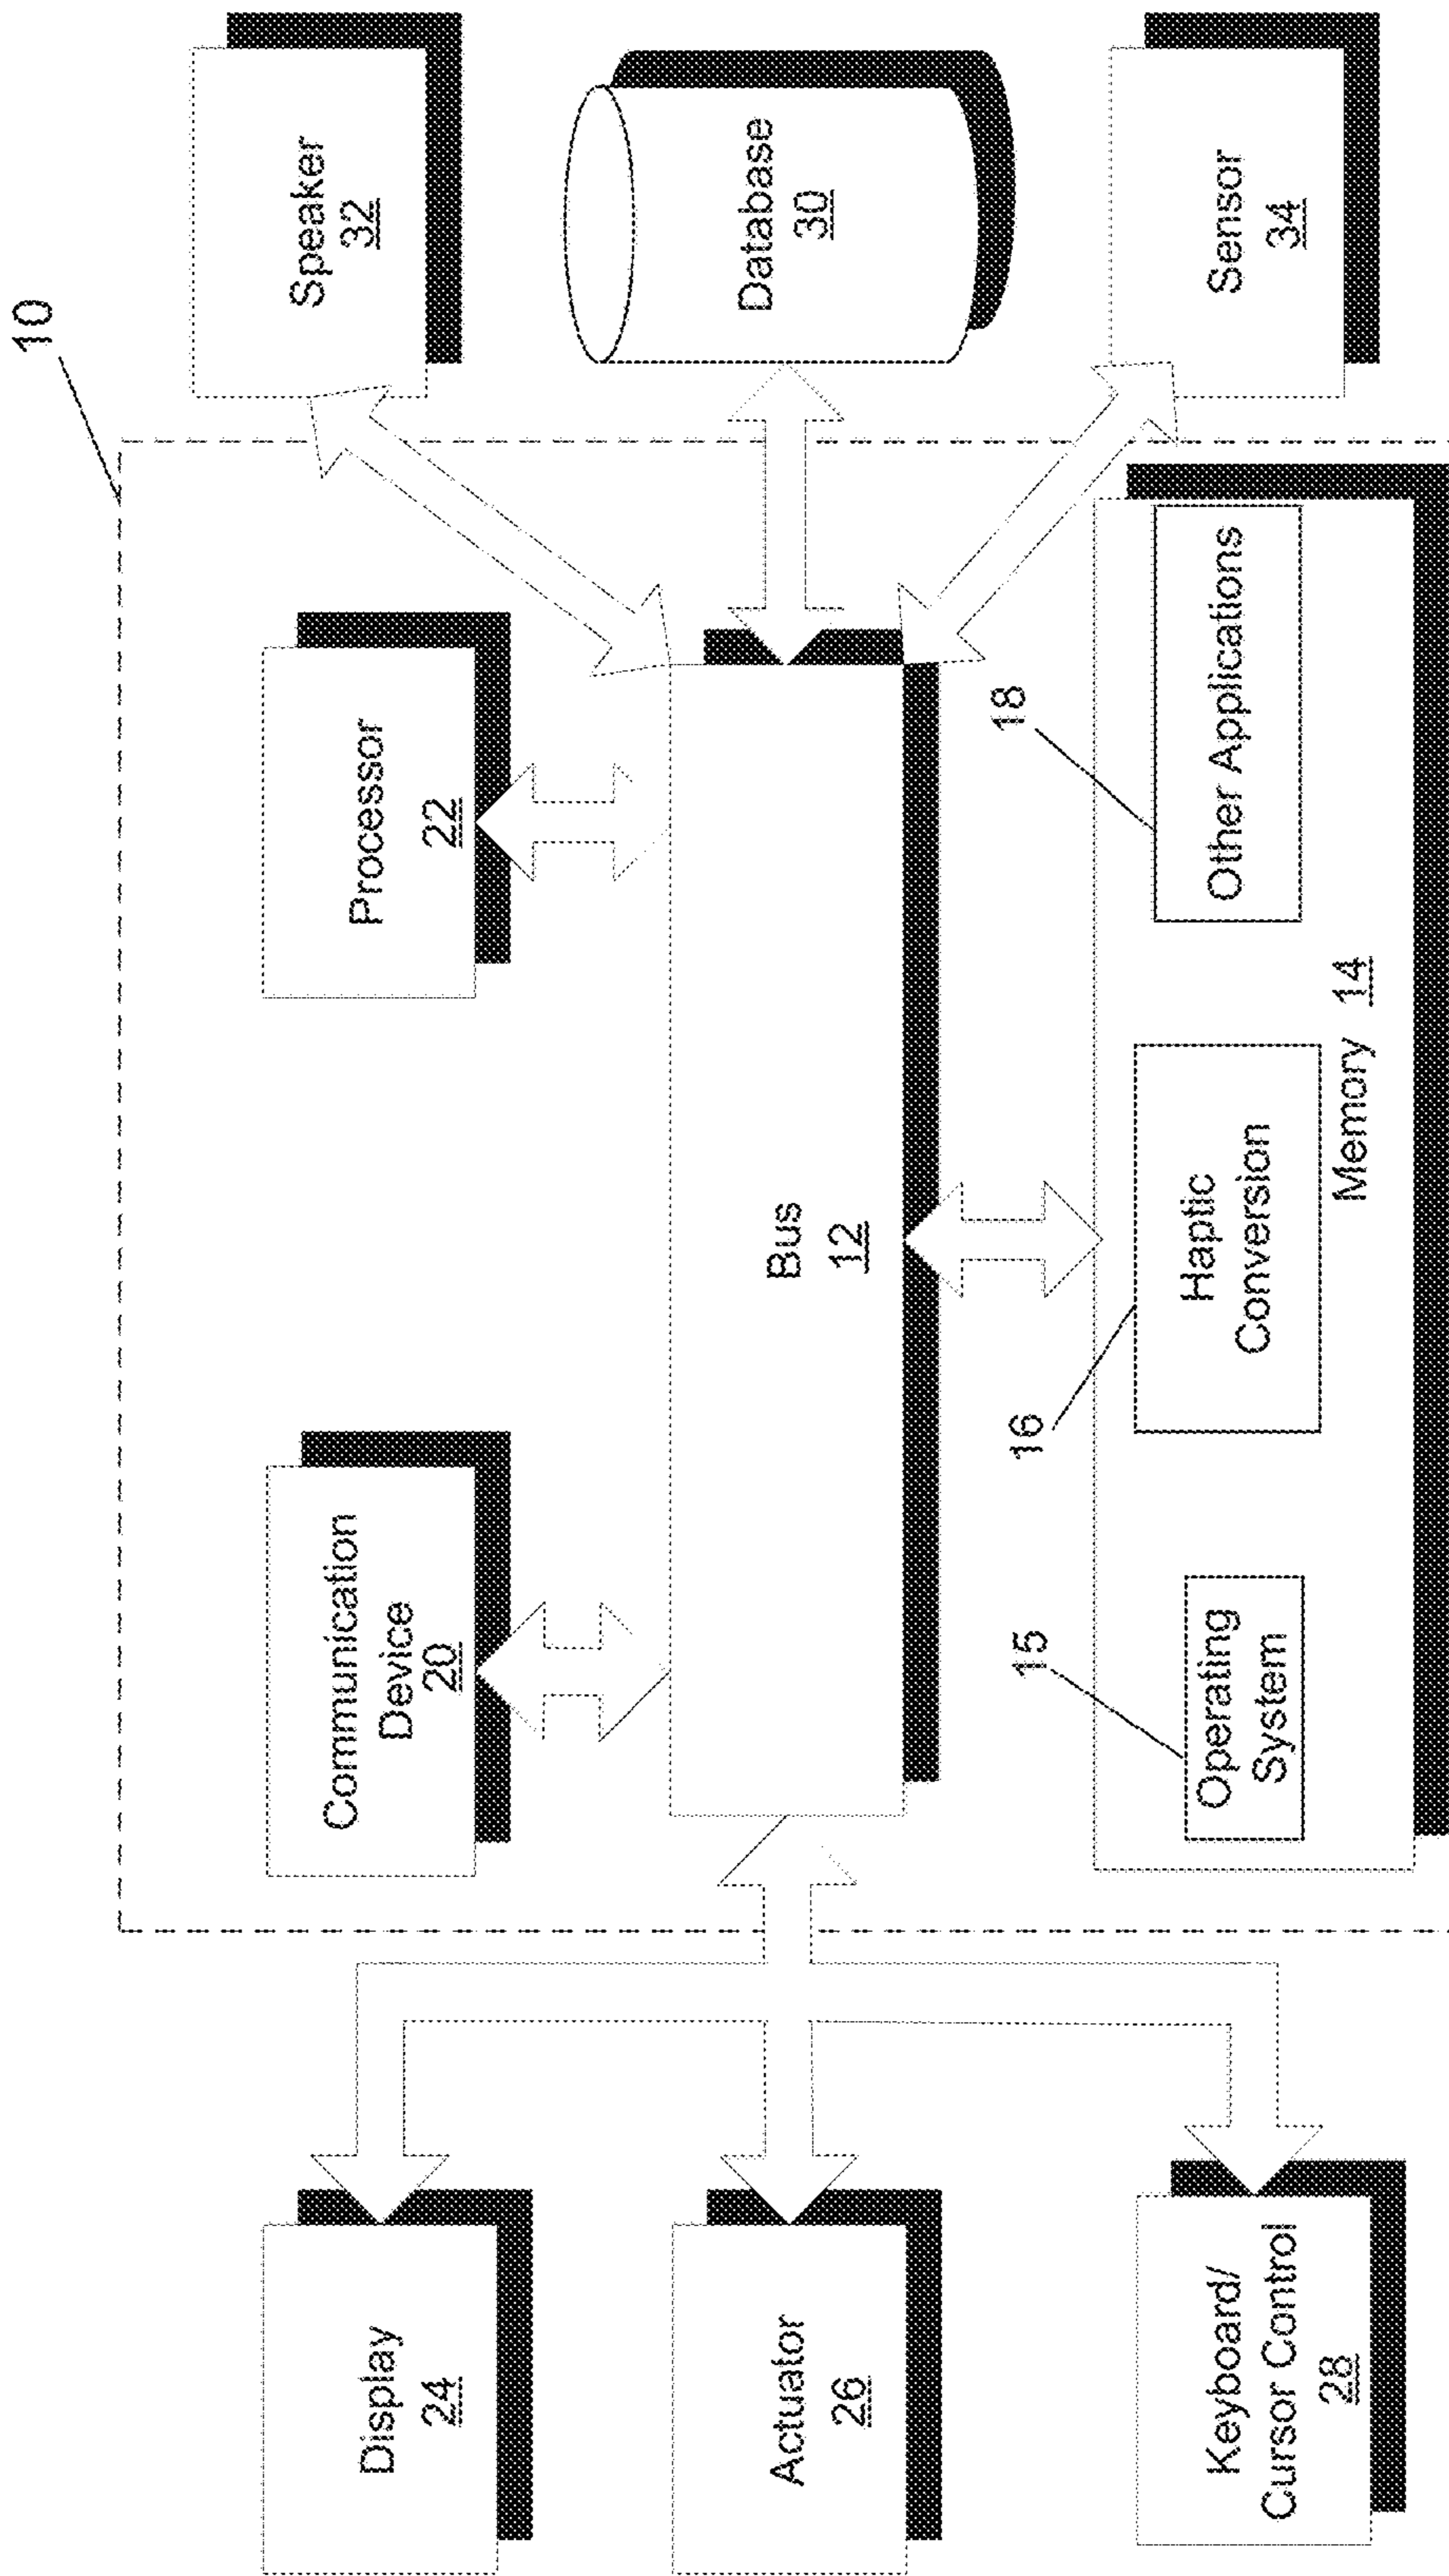 10
Display
24
Communication
Device
20
Processor
22
Speaker
32
Actuator
26
Bus
12
Database
30
Keyboard/
Cursor Control
28
15
Operating
System
16
Haptic
Conversion
18
Other Applications
Memory 14
Sensor
34